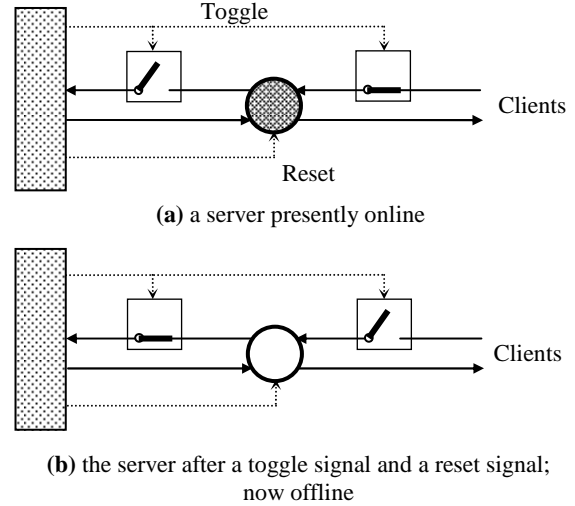 Toggle
Clients
Reset
(a) a server presently online
Clients
(b) the server after a toggle signal and a reset signal;
now offline